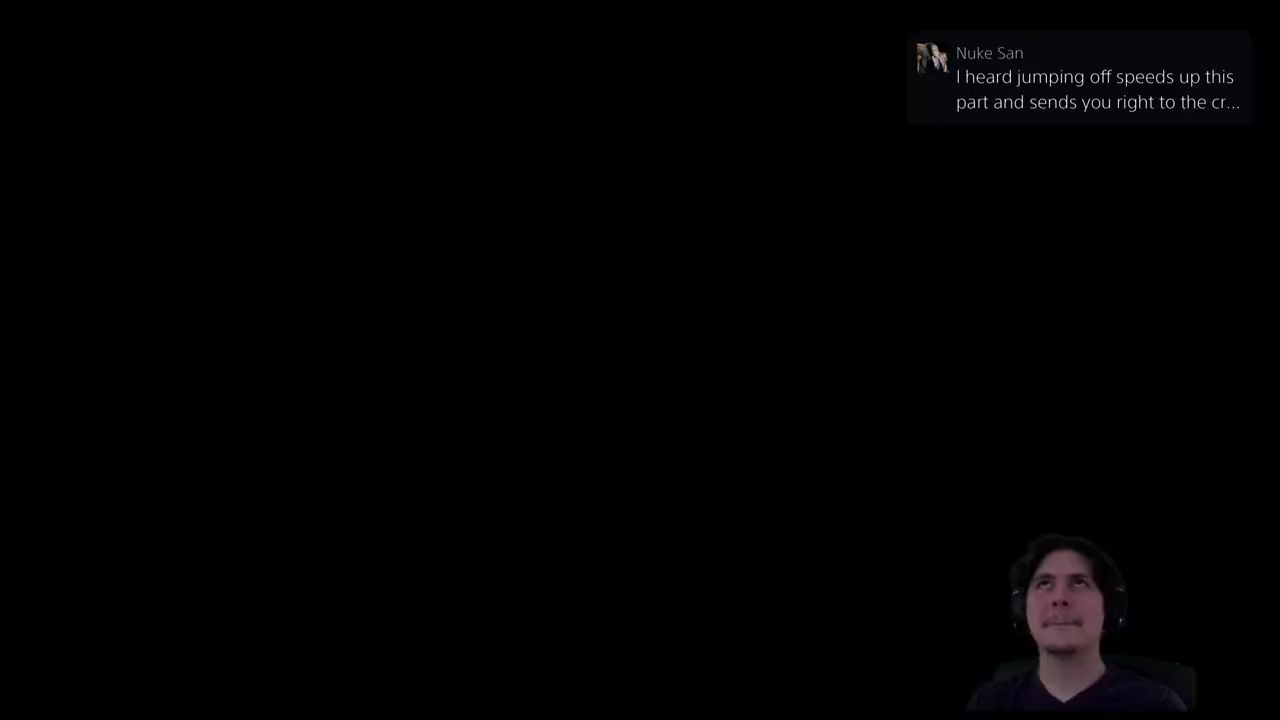 Nuke San
I heard jumping off speeds up this
part and sends you right to the cr...